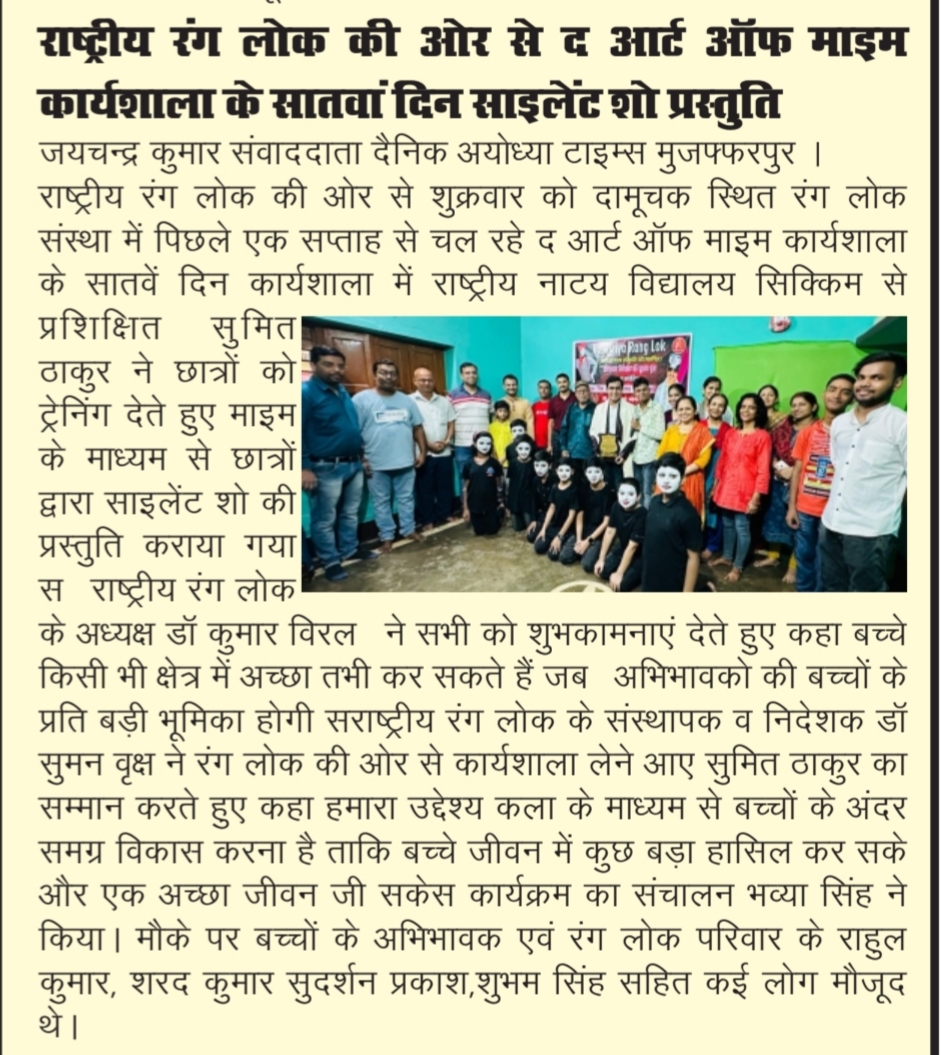 राष्ट्रीय रंग लोक की ओर से द आर्ट ऑफ माइम
कार्यशाला के सातवां दिन साइलेंट शो प्रस्तुति
जयचन्द्र कुमार संवाददाता दैनिक अयोध्या टाइम्स मुजफ्फरपुर ।
राष्ट्रीय रंग लोक की ओर से शुक्रवार को दामूचक स्थित रंग लोक
संस्था में पिछले एक सप्ताह से चल रहे द आर्ट ऑफ माइम कार्यशाला
के सातवें दिन कार्यशाला में राष्ट्रीय नाटय विद्यालय सिक्किम से
प्रशिक्षित सुमित
ठाकुर ने छात्रों को
ट्रेनिंग देते हुए माइम
के माध्यम से छात्रों
द्वारा साइलेंट शो की
प्रस्तुति कराया गया
स राष्ट्रीय रंग लोक
Rang Lok
के अध्यक्ष डॉ कुमार विरल ने सभी को शुभकामनाएं देते हुए कहा बच्चे
किसी भी क्षेत्र में अच्छा तभी कर सकते हैं जब अभिभावको की बच्चों के
प्रति बड़ी भूमिका होगी सराष्ट्रीय रंग लोक के संस्थापक व निदेशक डॉ
सुमन वृक्ष ने रंग लोक की ओर से कार्यशाला लेने आए सुमित ठाकुर का
सम्मान करते हुए कहा हमारा उद्देश्य कला के माध्यम से बच्चों के अंदर
समग्र विकास करना है ताकि बच्चे जीवन में कुछ बड़ा हासिल कर सके
और एक अच्छा जीवन जी सकेस कार्यक्रम का संचालन भव्या सिंह ने
किया। मौके पर बच्चों के अभिभावक एवं रंग लोक परिवार के राहुल
कुमार, शरद कुमार सुदर्शन प्रकाश,शुभम सिंह सहित कई लोग मौजूद
थे।